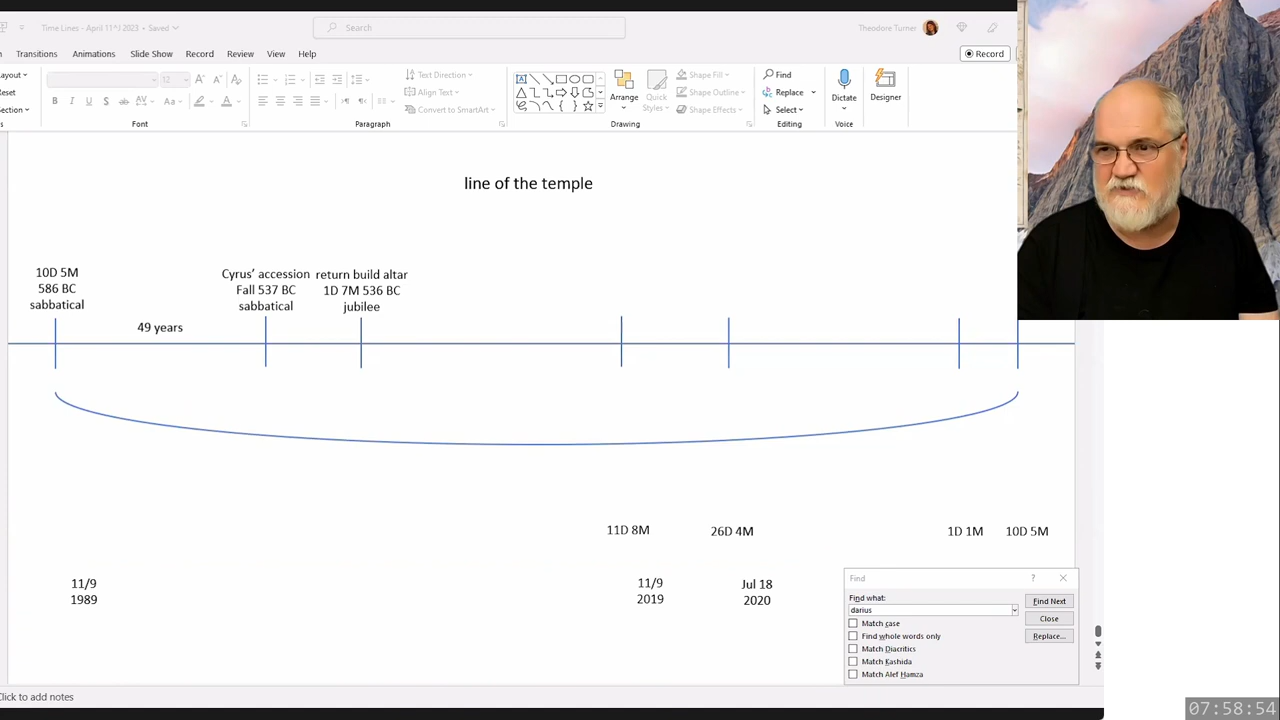 Time Lines - April 11^J 2023 • Saved
Search
Theodore Turner
Transitions
Animations
Slide Show
Record
Review
View
Help
Record
Layout
Reset
Section
12
Text Direction
Align Text
Convert to SmartArt
Arrange
Quick Styles
Shape Fill
Shape Outline
Shape Effects
Find
Replace
Select
Dictate
Designer
Font
Paragraph
Drawing
Editing
Voice
line of the temple
10D 5M
586 BC
sabbatical
Cyrus’ accession
Fall 537 BC
sabbatical
return build altar
1D 7M 536 BC
jubilee
49 years
11D 8M
26D 4M
1D 1M
10D 5M
11/9
1989
11/9
2019
Jul 18
2020
Find
?
Find what:
darius
Match case
Find whole words only
Match Diacritics
Match Kashida
Match Alef Hamza
Find Next
Close
Replace...
Click to add notes
07:58:54